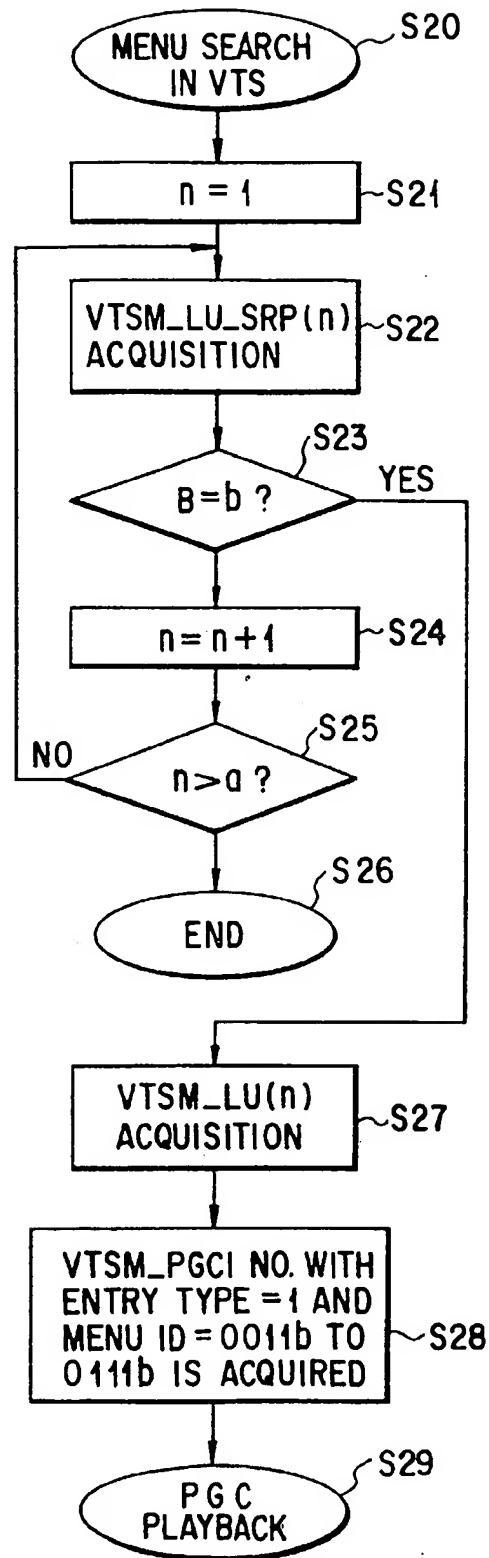 MENU SEARCH
IN VTS
S20
n = 1
S21
VTSM_LU_SRP(n)
ACQUISITION
S22
S23
B=b ?
YES
n = n+1
S24
S25
NO
n>a ?
S26
END
VTSM_LU(n)
ACQUISITION
S27
VTSM_PGCI NO. WITH
ENTRY TYPE =1 AND
MENU ID=0011b TO
0111b IS ACQUIRED
S28
S29
PGC
PLAYBACK